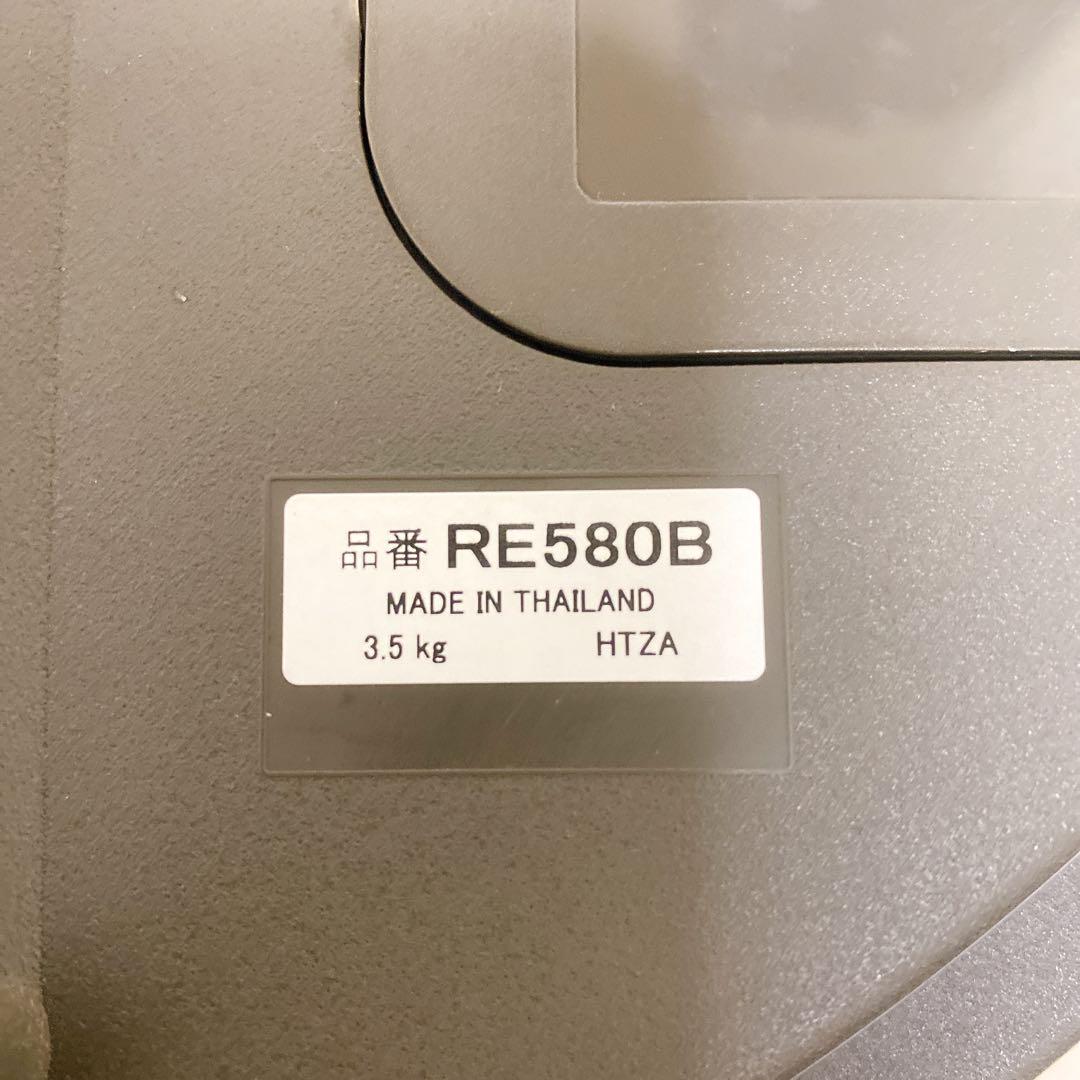 品番 RE580B
MADE IN THAILAND
3.5 kg HTZA